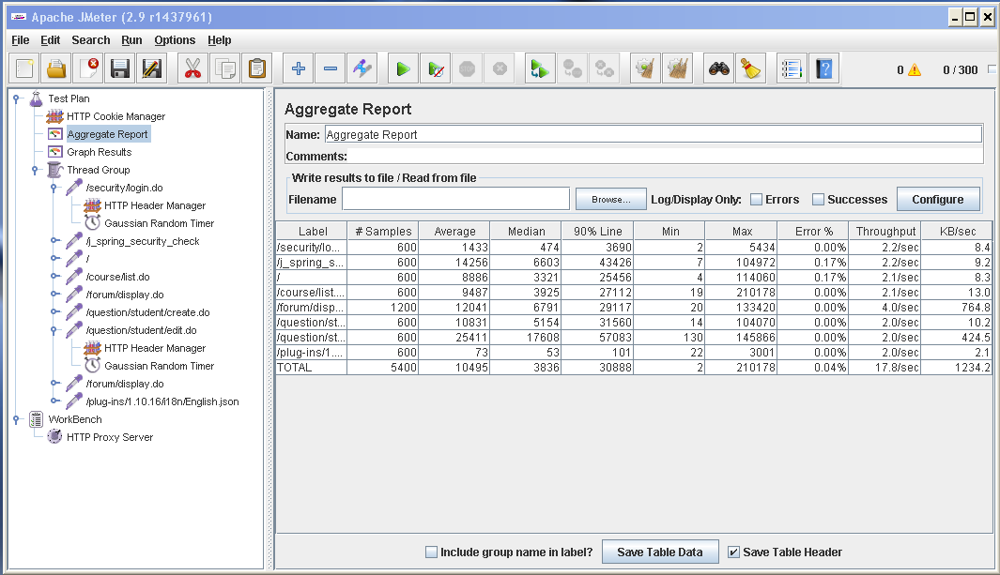 Apache JMeter (2.9 r1437961)
File Edit Search Run Options Help
0 0 / 300
Test Plan
HTTP Cookie Manager
Aggregate Report
Graph Results
Thread Group
/security/login.do
HTTP Header Manager
Gaussian Random Timer
/j_spring_security_check
/
/course/list.do
/forum/display.do
/question/student/create.do
/question/student/edit.do
HTTP Header Manager
Gaussian Random Timer
/forum/display.do
/plug-ins/1.10.16/i18n/English.json
WorkBench
HTTP Proxy Server
Aggregate Report
Name: Aggregate Report
Comments:
Write results to file / Read from file
Filename Browse... Log/Display Only: Errors Successes Configure
Label # Samples Average Median 90% Line Min Max Error % Throughput KB/sec
/security/lo... 600 1433 474 3690 2 5434 0.00% 2.2/sec 8.4
/j_spring_s... 600 14256 6603 43426 7 104972 0.17% 2.2/sec 9.2
/ 600 8886 3321 25456 4 114060 0.17% 2.1/sec 8.3
/course/list.... 600 9487 3925 27112 19 210178 0.00% 2.1/sec 13.0
/forum/disp... 1200 12041 6791 29117 20 133420 0.00% 4.0/sec 764.8
/question/st... 600 10831 5154 31560 14 104070 0.00% 2.0/sec 10.2
/question/st... 600 25411 17608 57083 130 145866 0.00% 2.0/sec 424.5
/plug-ins/1.... 600 73 53 101 22 3001 0.00% 2.0/sec 2.1
TOTAL 5400 10495 3836 30888 2 210178 0.04% 17.8/sec 1234.2
Include group name in label? Save Table Data Save Table Header